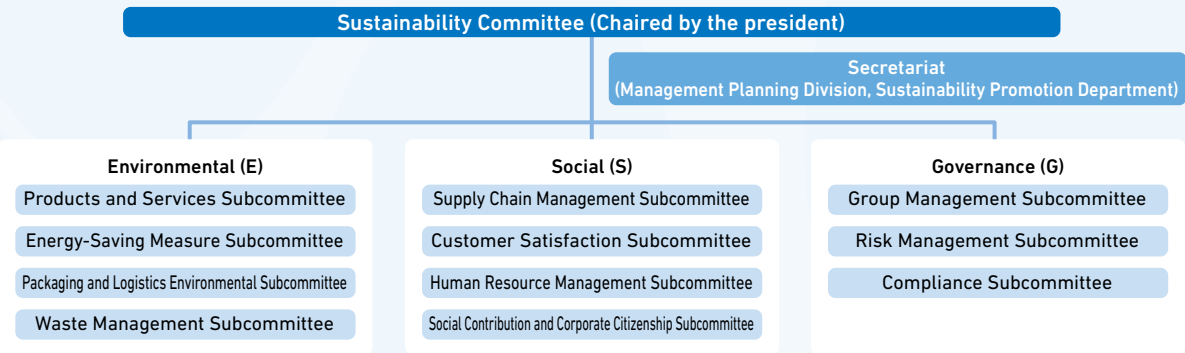 Sustainability Committee (Chaired by the president)
Secretariat
(Management Planning Division, Sustainability Promotion Department)
Environmental (E)
Products and Services Subcommittee
Energy-Saving Measure Subcommittee
Packaging and Logistics Environmental Subcommittee
Waste Management Subcommittee
Social (S)
Supply Chain Management Subcommittee
Customer Satisfaction Subcommittee
Human Resource Management Subcommittee
Social Contribution and Corporate Citizenship Subcommittee
Governance (G)
Group Management Subcommittee
Risk Management Subcommittee
Compliance Subcommittee